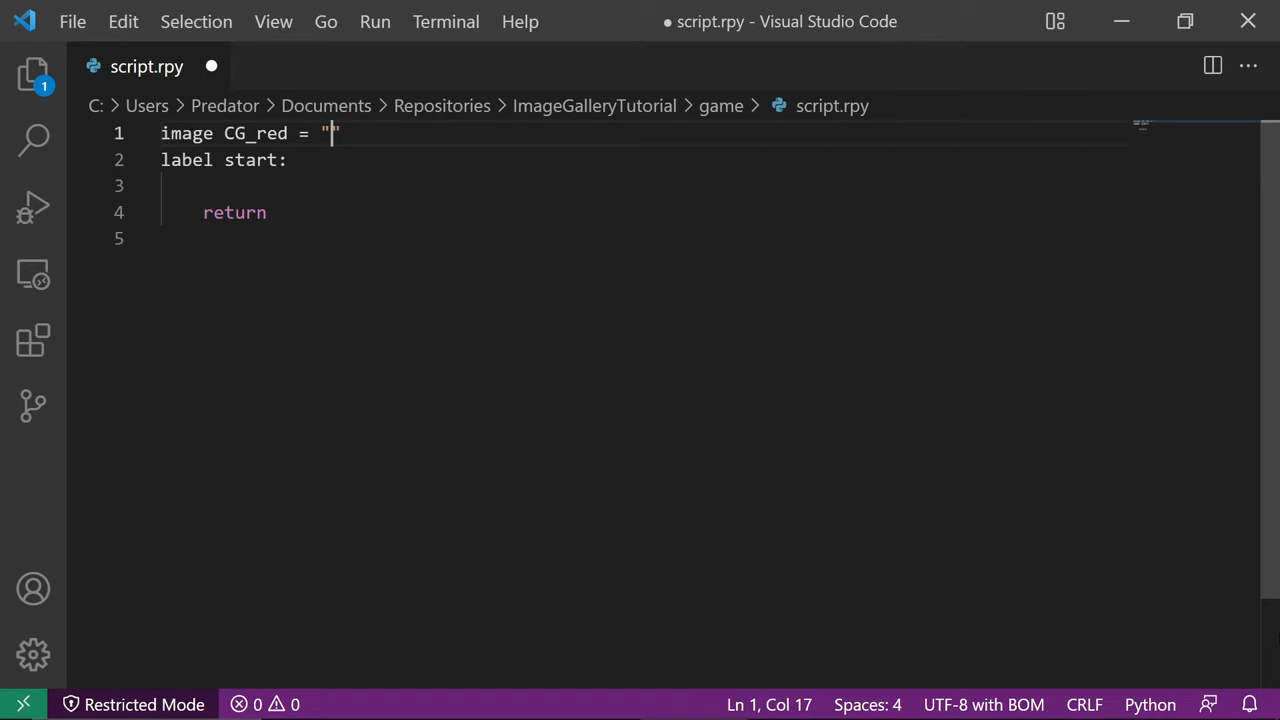 File Edit Selection View Go Run Terminal Help ● script.rpy - Visual Studio Code
script.rpy
1
C: > Users > Predator > Documents > Repositories > ImageGalleryTutorial > game > script.rpy
1 image CG_red = ""
2 label start:
3
4 return
5
Restricted Mode 0 0 Ln 1, Col 17 Spaces: 4 UTF-8 with BOM CRLF Python